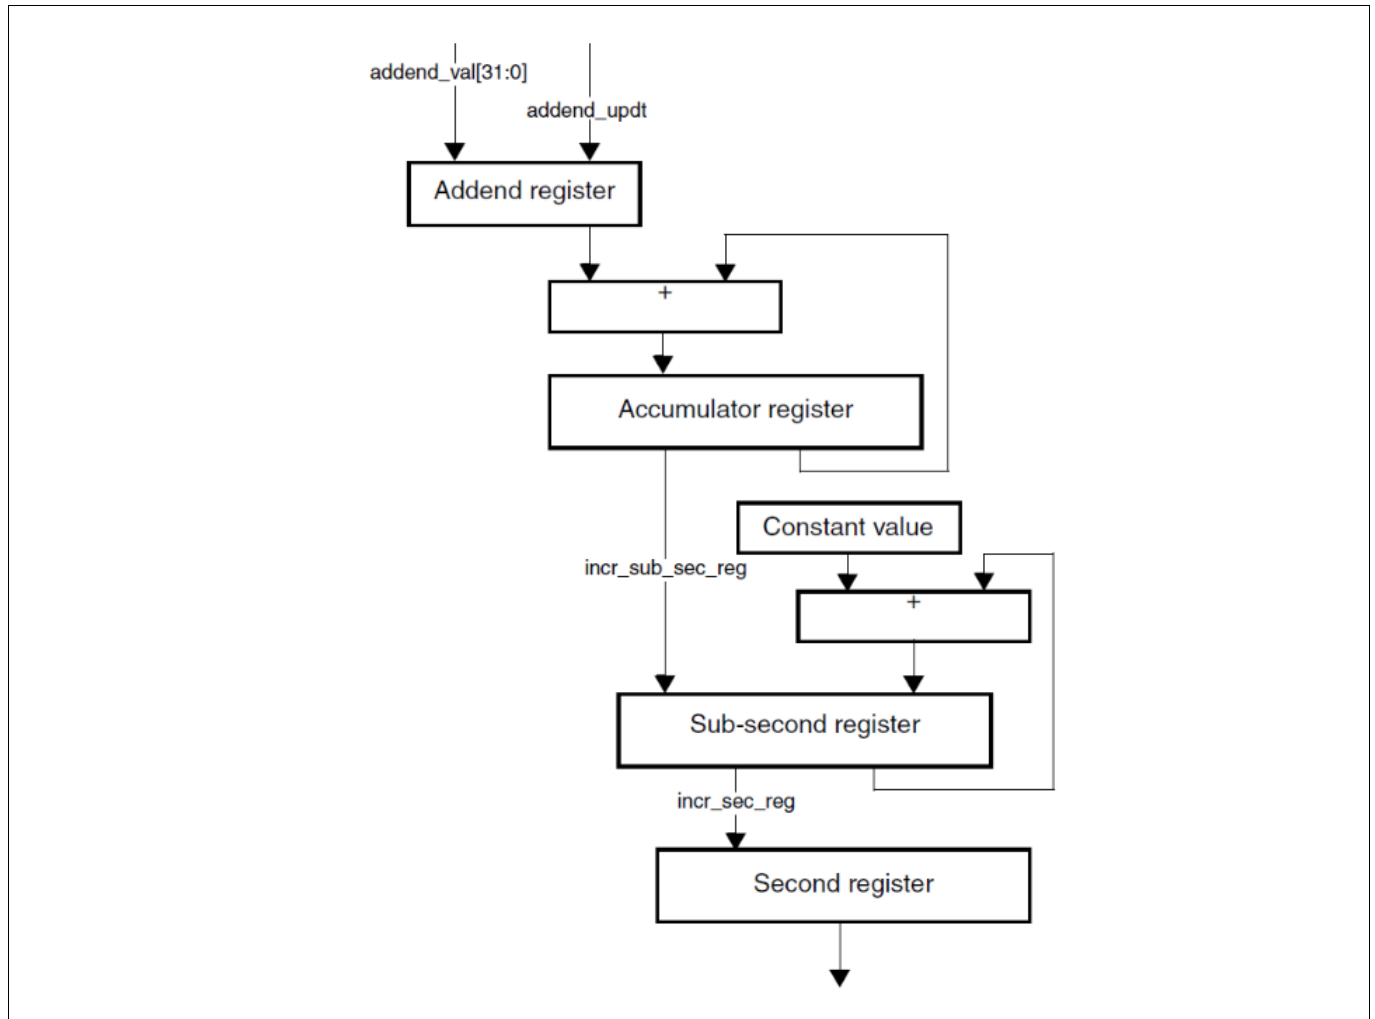 addend_val[31:0]
addend_updt
Addend register
+
Accumulator register
Constant value
incr_sub_sec_reg
+
Sub-second register
incr_sec_reg
Second register